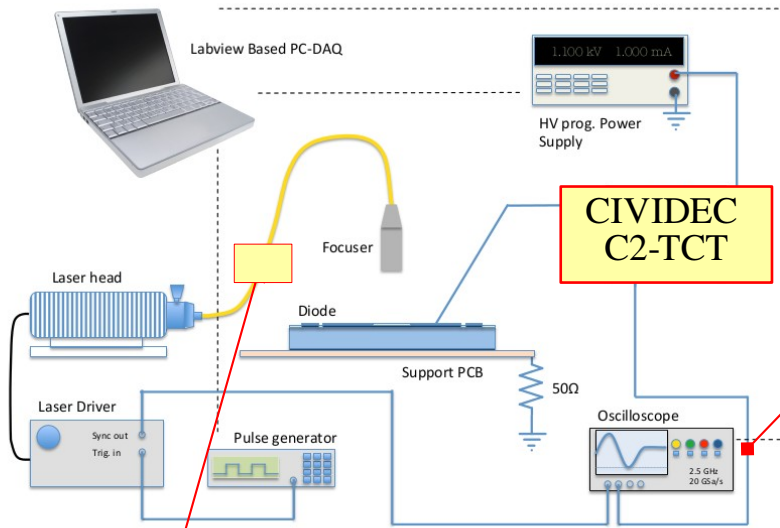 Labview Based PC-DAQ
1.100 kV 1.000 mA
HV prog. Power
Supply
CIVIDEC
C2-TCT
Focuser
Laser head
Diode
Support PCB
50Ω
Laser Driver
Sync out
Trig. in
Pulse generator
Oscilloscope
2.5 GHz
20 GSa/s